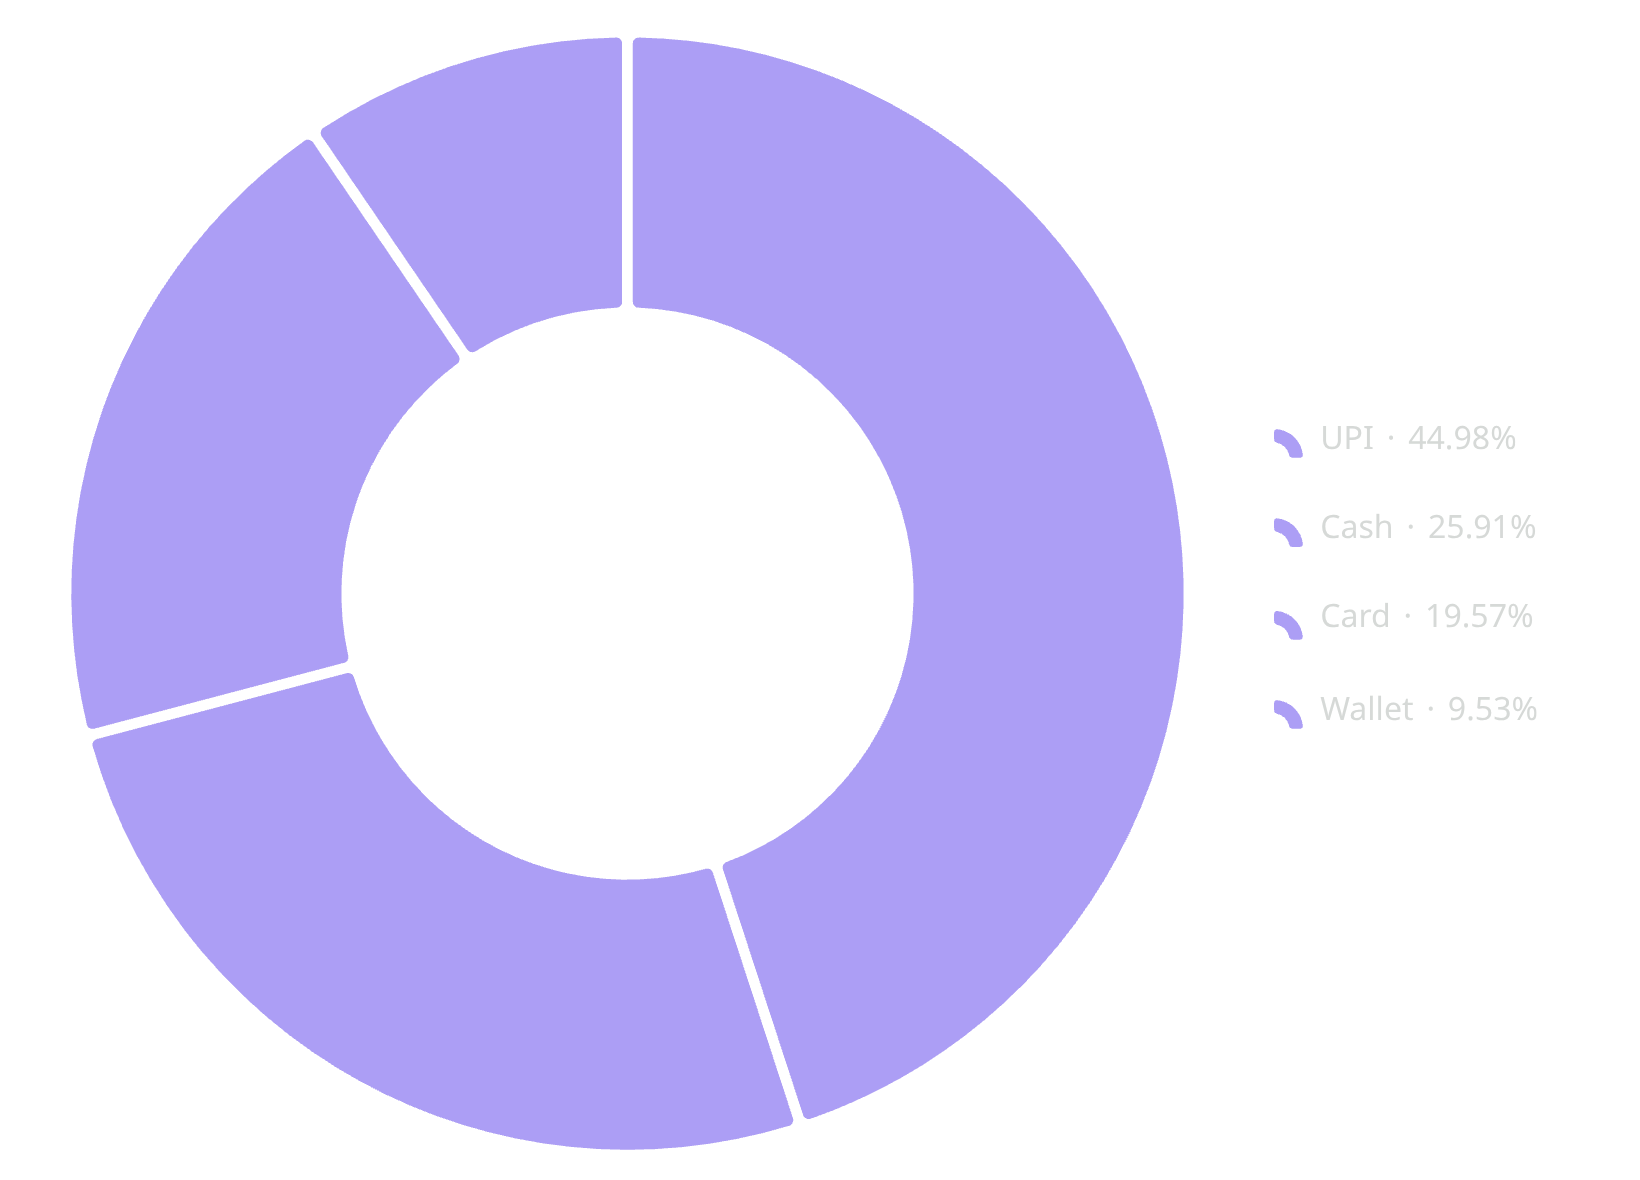 UPI · 44.98%
Cash · 25.91%
Card · 19.57%
Wallet · 9.53%